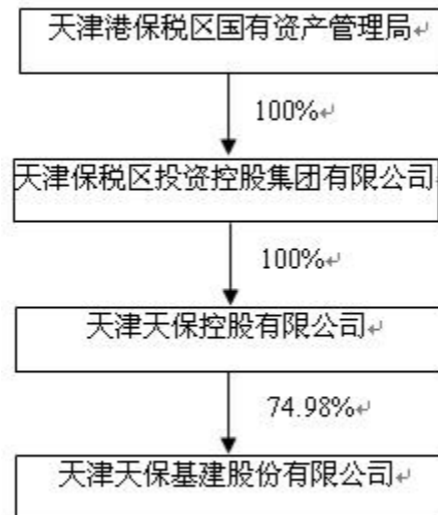 天津港保税区国有资产管理局
100%
天津保税区投资控股集团有限公司
100%
天津天保控股有限公司
74.98%
天津天保基建股份有限公司